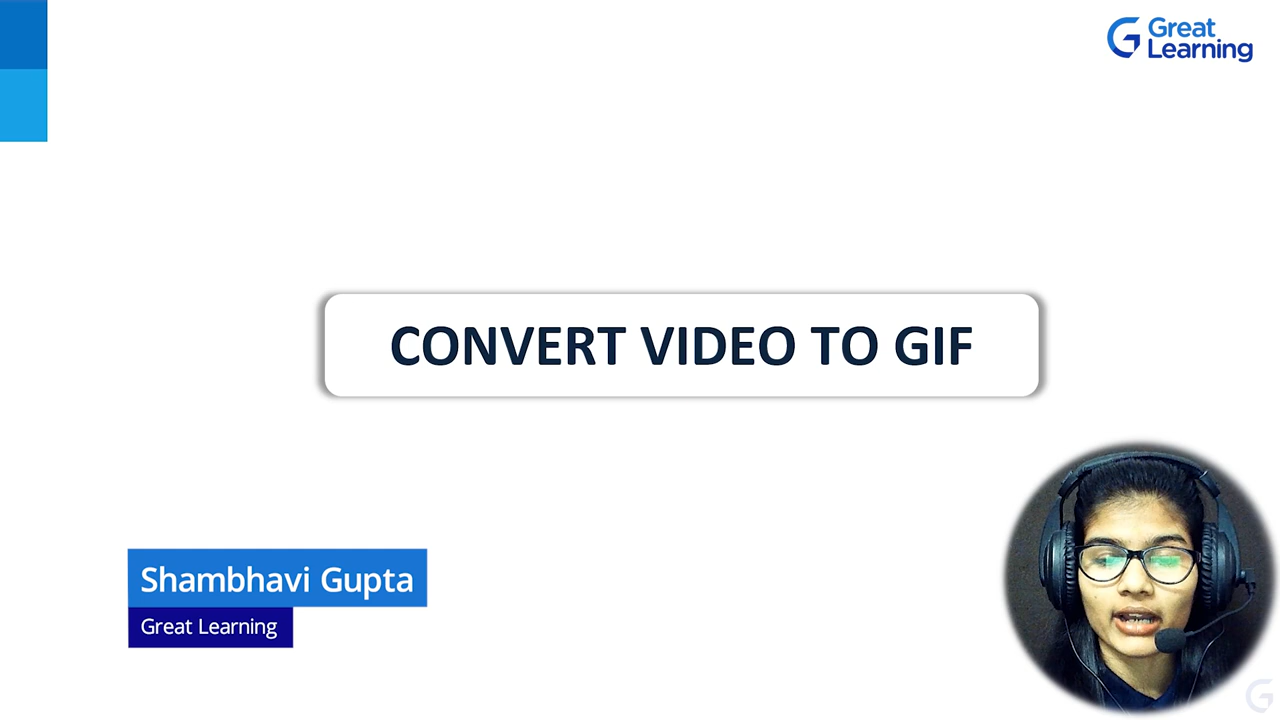 Great
Learning
CONVERT VIDEO TO GIF
Shambhavi Gupta
Great Learning